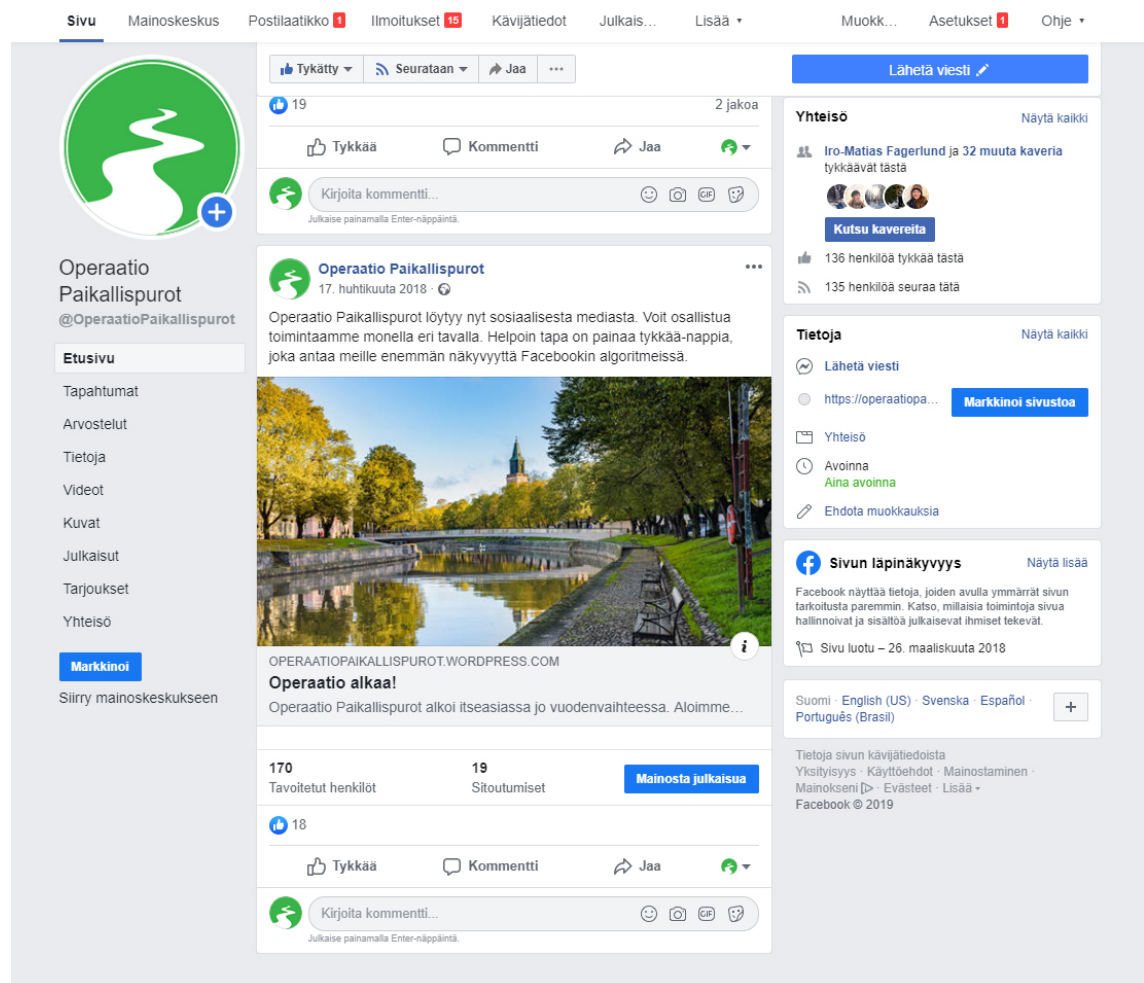 Sivu Mainoskeskus Postilaatikko 1 Ilmoitukset 15 Kävijätiedot Julkais... Lisää Muokk... Asetukset 1 Ohje
Operaatio
Paikallispurot
@OperaatioPaikallispurot
Etusivu
Tapahtumat
Arvostelut
Tietoja
Videot
Kuvat
Julkaisut
Tarjoukset
Yhteisö
Markkinoi
Siirry mainoskeskukseen
Tykätty Seurataan Jaa ...
Lähetä viesti
19 2 jakoa
Tykkää Kommentti Jaa
Kirjoita kommentti... GIF
Julkaise painamalla Enter-näppäintä.
Operaatio Paikallispurot
17. huhtikuuta 2018 ·
Operaatio Paikallispurot löytyy nyt sosiaalisesta mediasta. Voit osallistua
toimintaamme monella eri tavalla. Helpoin tapa on painaa tykkää-nappia,
joka antaa meille enemmän näkyvyyttä Facebookin algoritmeissä.
i
OPERAATIOPAIKALLISPUROT.WORDPRESS.COM
Operaatio alkaa!
Operaatio Paikallispurot alkoi itseasiassa jo vuodenvaihteessa. Aloimme...
170 19
Tavoitetut henkilöt Sitoutumiset
Mainosta julkaisua
18
Tykkää Kommentti Jaa
Kirjoita kommentti... GIF
Julkaise painamalla Enter-näppäintä.
Yhteisö Näytä kaikki
Iro-Matias Fagerlund ja 32 muuta kaveria
tykkäävät tästä
Kutsu kavereita
136 henkilöä tykkää tästä
135 henkilöä seuraa tätä
Tietoja Näytä kaikki
Lähetä viesti
https://operaatiopa... Markkinoi sivustoa
Yhteisö
Avoinna
Aina avoinna
Ehdota muokkauksia
Sivun läpinäkyvyys Näytä lisää
Facebook näyttää tietoja, joiden avulla ymmärrät sivun
tarkoitusta paremmin. Katso, millaisia toimintoja sivua
hallinnoivat ja sisältöä julkaisevat ihmiset tekevät.
Sivu luotu – 26. maaliskuuta 2018
Suomi · English (US) · Svenska · Español ·
Português (Brasil)
+
Tietoja sivun kävijätiedoista
Yksityisyys · Käyttöehdot · Mainostaminen ·
Mainokseni · Evästeet · Lisää
Facebook © 2019